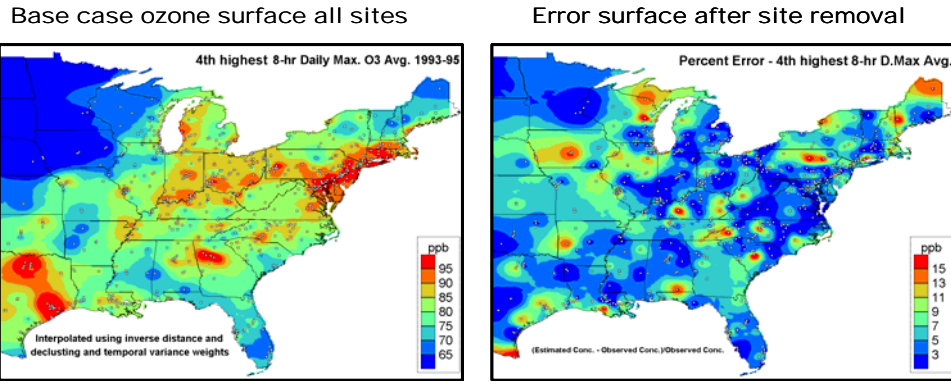 Base case ozone surface all sites
Error surface after site removal
4th highest 8-hr Daily Max. O3 Avg. 1993-95
ppb
95
90
85
80
75
70
65
Interpolated using inverse distance and
declusting and temporal variance weights
Percent Error - 4th highest 8-hr D.Max Avg.
ppb
15
13
11
9
7
5
3
(Estimated Conc. - Observed Conc.)/Observed Conc.